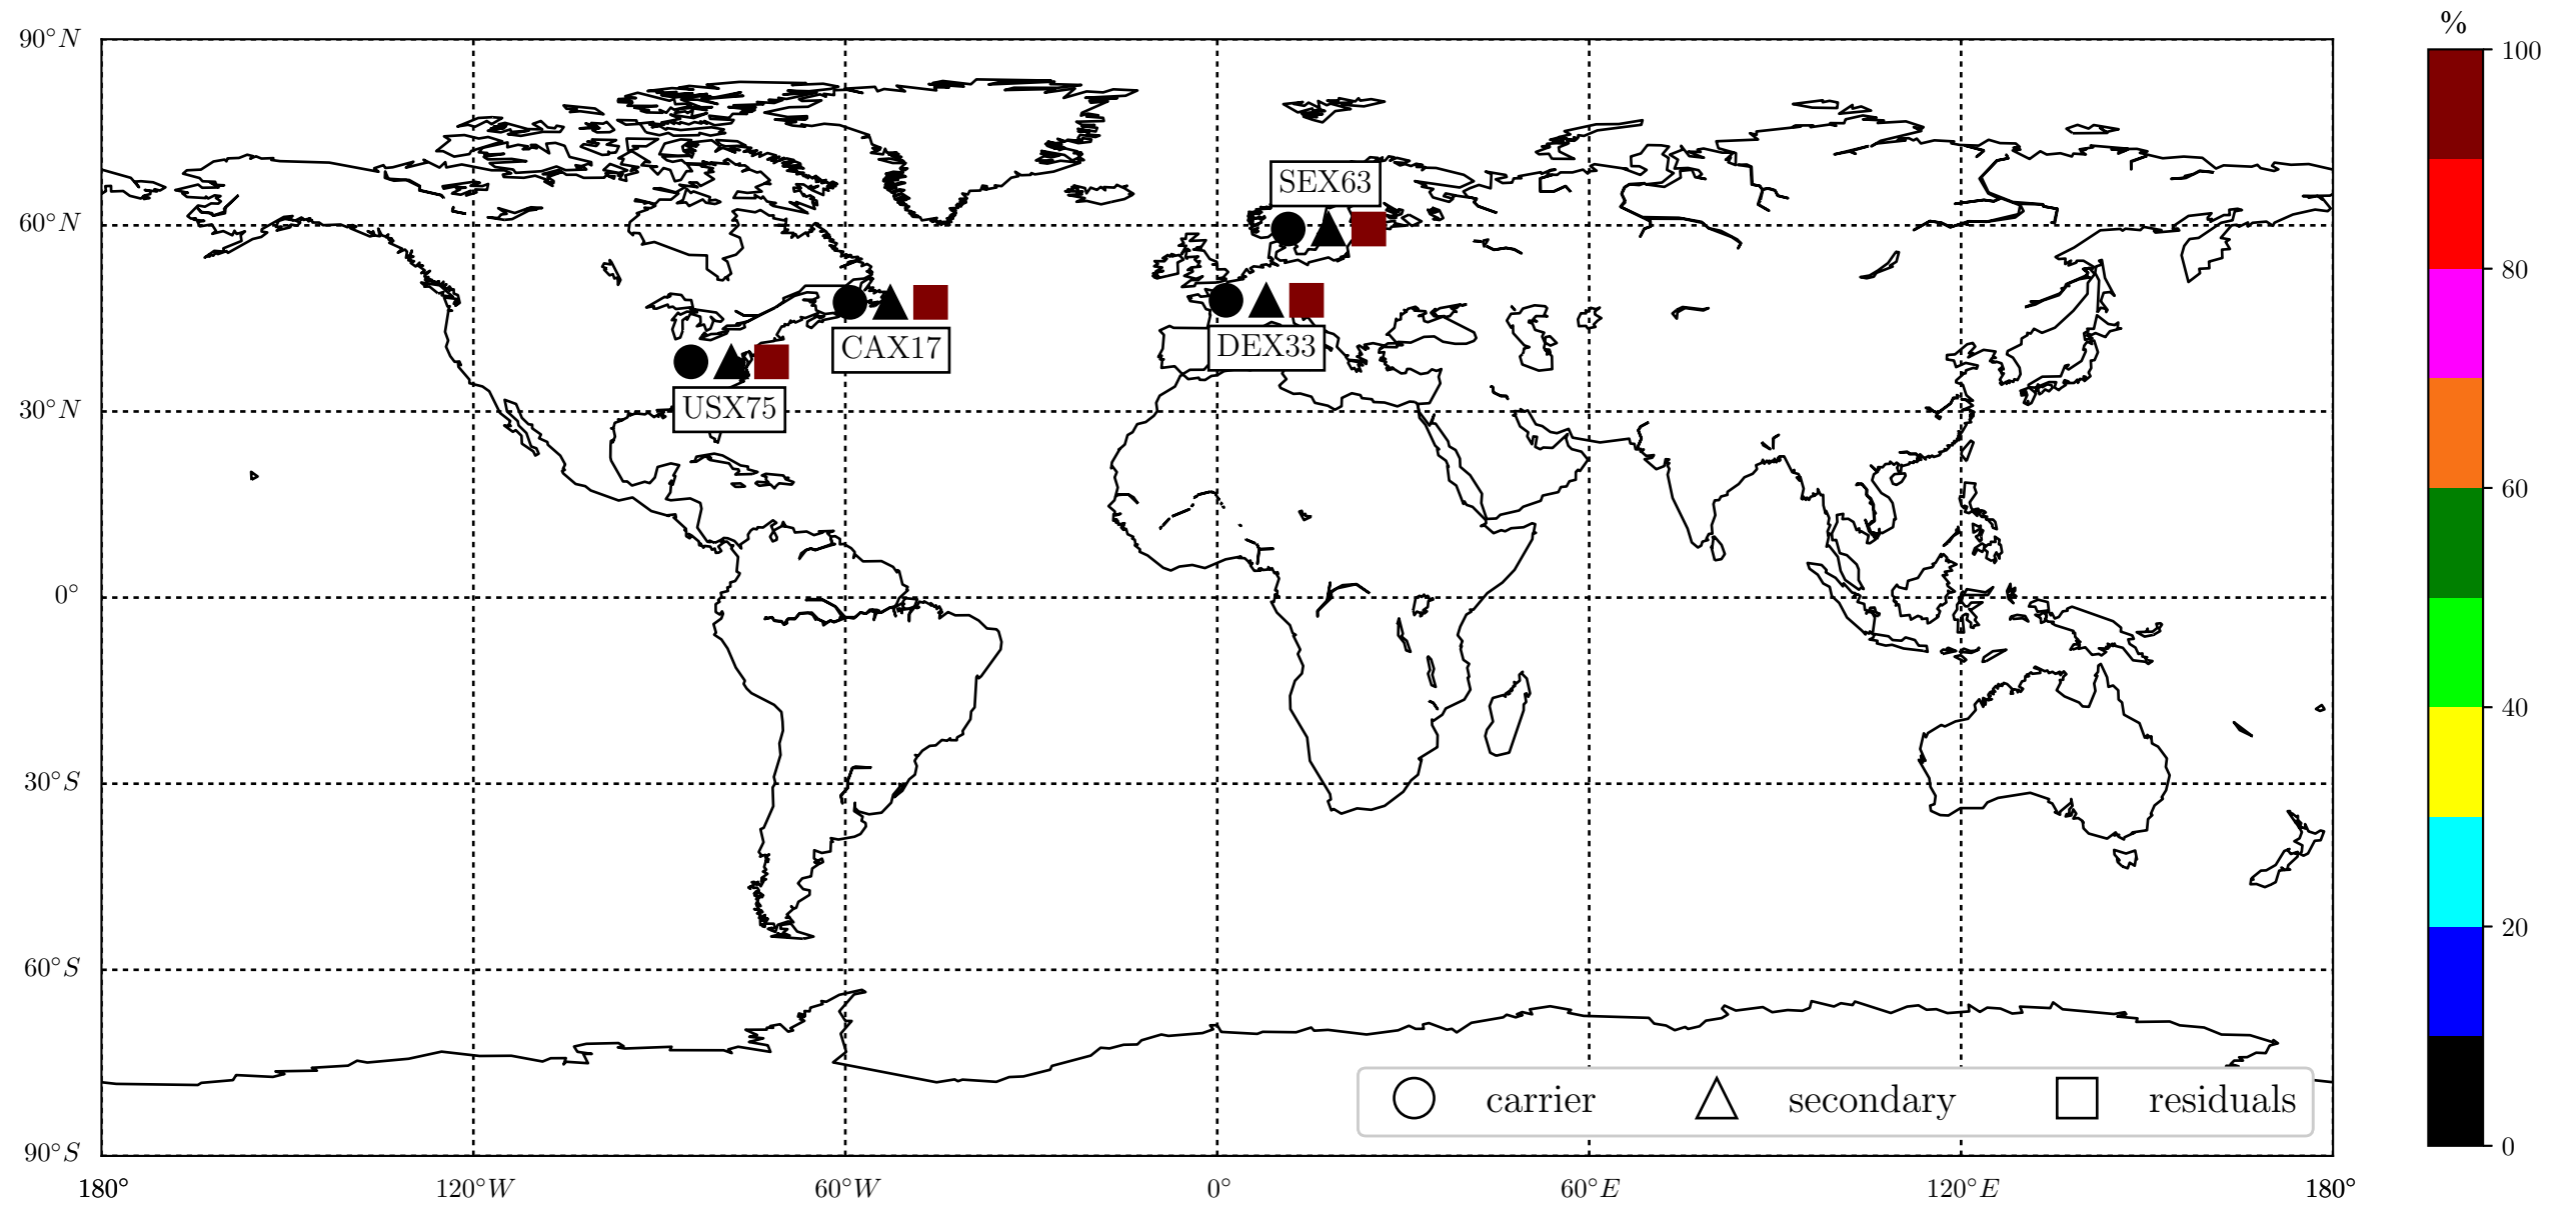 %
90°N
60°N
30°N
0°
30°S
60°S
90°S
SEX63
CAX17
DEX33
USX75
100
80
60
40
20
0
carrier secondary residuals
180° 120°W 60°W 0° 60°E 120°E 180°